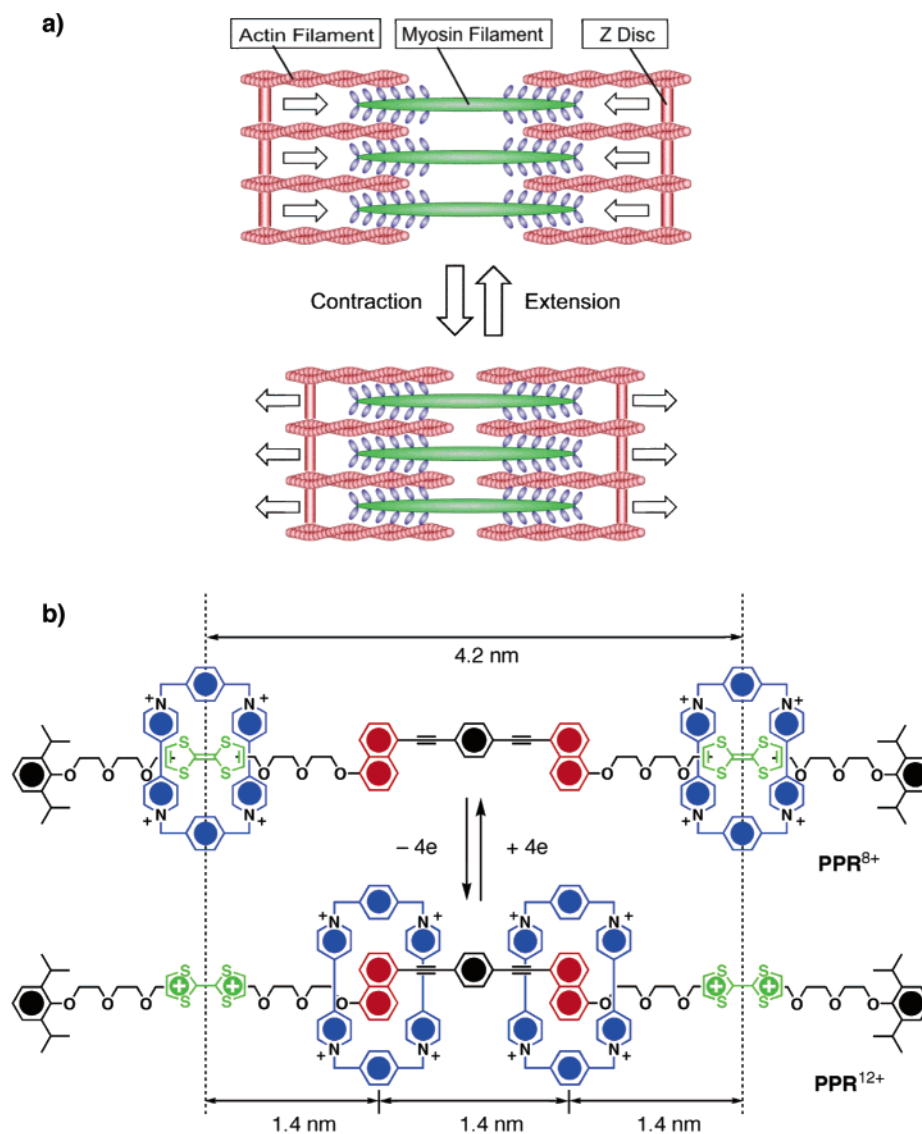 a)
Actin Filament Myosin Filament Z Disc
Contraction Extension
b)
4.2 nm
+ + + +
N N N N
S S S S
O O O O O O O O O O O O
N N N N
+ + + +
– 4e + 4e
PPR8+
+ + + +
N N N N
S S S S S S S S
O O O O O O O O O O O O
N N N N
+ + + +
PPR12+
1.4 nm 1.4 nm 1.4 nm